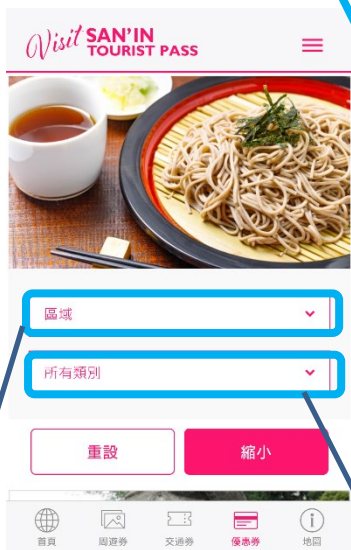 Visit SAN'IN
TOURIST PASS
區域
所有類別
重設
縮小
首頁
周遊券
交通券
優惠券
地圖